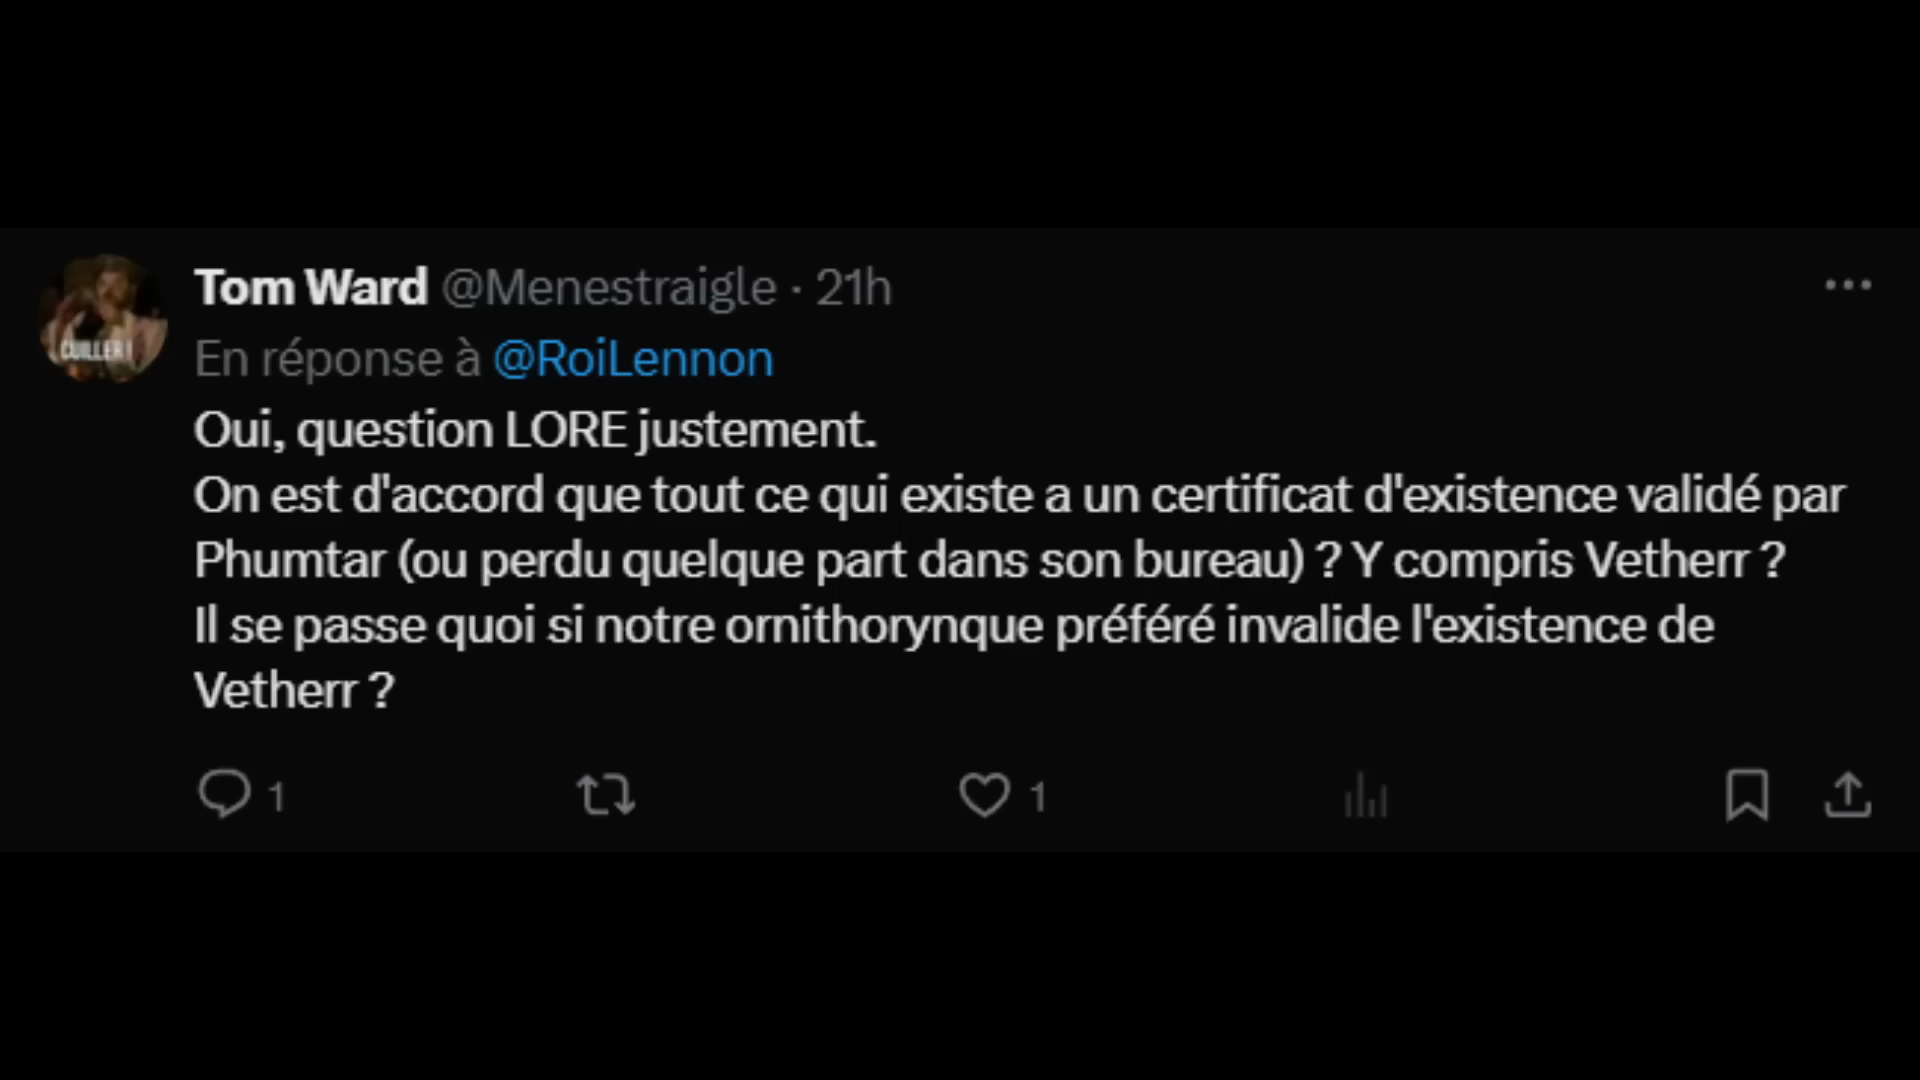 Tom Ward @Menestraigle · 21h
En réponse à @RoiLennon
Oui, question LORE justement.
On est d'accord que tout ce qui existe a un certificat d'existence validé par
Phumtar (ou perdu quelque part dans son bureau) ? Y compris Vetherr ?
Il se passe quoi si notre ornithorynque préféré invalide l'existence de
Vetherr ?
CUILLER !
1
1